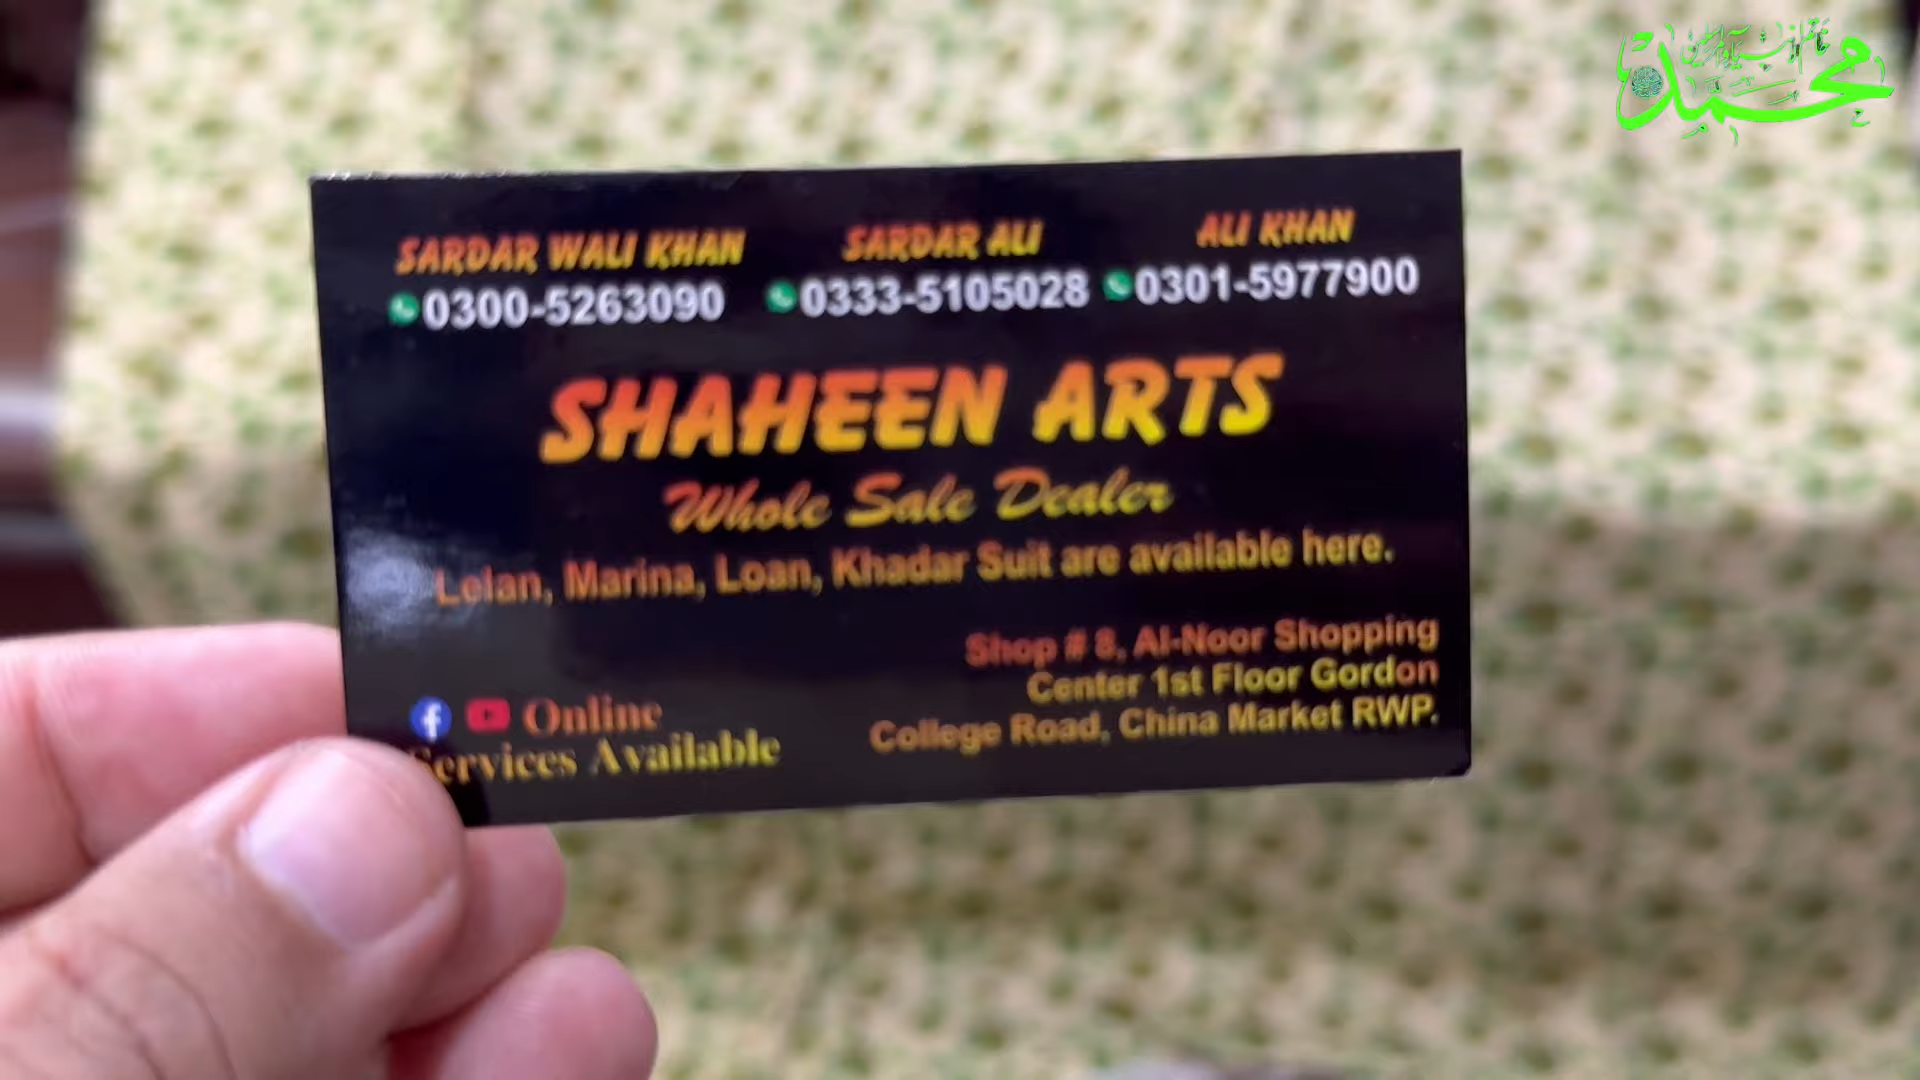 SARDAR WALI KHAN SARDAR ALI ALI KHAN
0300-5263090 0333-5105028 0301-5977900
SHAHEEN ARTS
Whole Sale Dealer
Lelan, Marina, Loan, Khadar Suit are available here.
Shop # 8, Al-Noor Shopping
Center 1st Floor Gordon
College Road, China Market RWP.
Online
Services Available
محمد